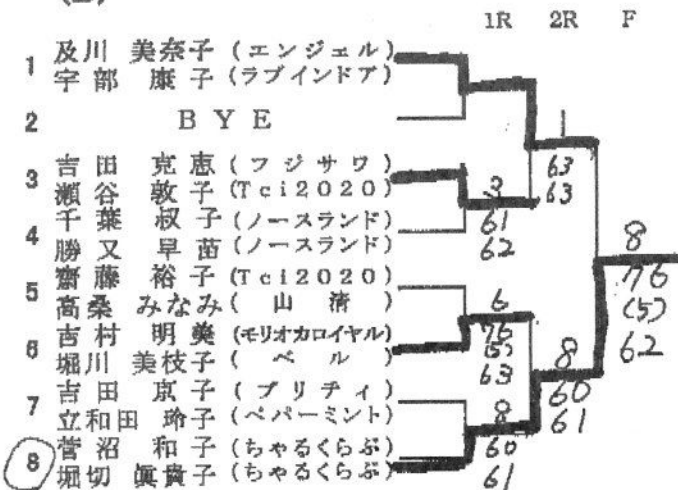 1R 2R F
1 及川 美奈子 (エンジェル)
宇部 康子 (ラブインドア)
2 BYE
3 吉田 克恵 (フジサワ)
瀬谷 敦子 (Tci2020)
4 千葉 叔子 (ノースランド)
勝又 早苗 (ノースランド)
5 齋藤 裕子 (Tci2020)
高桑 みなみ (山清)
6 吉村 明美 (モリオカロイヤル)
堀川 美枝子 (ベル)
7 吉田 京子 (プリティ)
立和田 玲子 (ペパーミント)
8 菅沼 和子 (ちゃるくらぶ)
堀切 眞貴子 (ちゃるくらぶ)
3
61
62
6
76
(5)
63
8
60
61
1
63
63
8
60
61
8
76
(5)
62